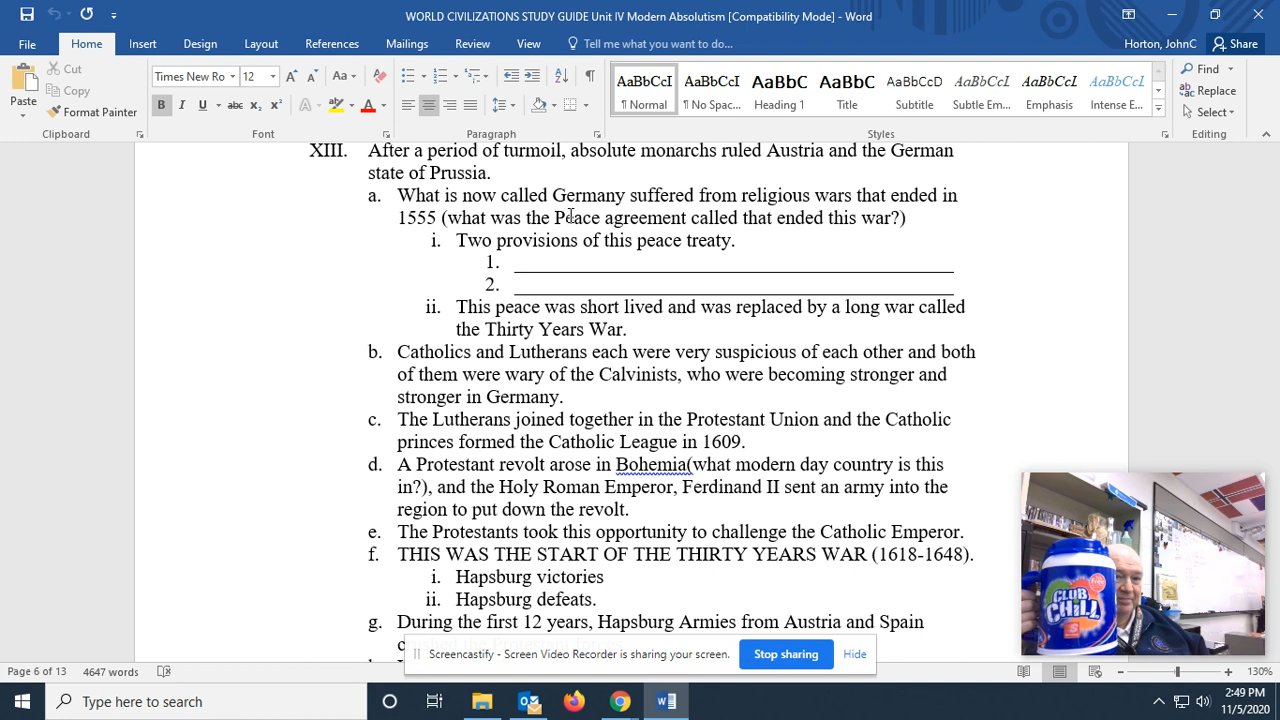 WORLD CIVILIZATIONS STUDY GUIDE Unit IV Modern Absolutism [Compatibility Mode] - Word
File Home Insert Design Layout References Mailings Review View Tell me what you want to do... Horton, JohnC Share
Cut
Copy
Format Painter
Paste
Times New Ro 12
AaBbCcI AaBbCcI AaBbC AaBbC AaBbCcD AaBbCcI AaBbCcI AaBbCcI
¶ Normal ¶ No Spac... Heading 1 Title Subtitle Subtle Em... Emphasis Intense E...
Find
Replace
Select
Clipboard Font Paragraph Styles Editing
XIII. After a period of turmoil, absolute monarchs ruled Austria and the German
state of Prussia.
a. What is now called Germany suffered from religious wars that ended in
1555 (what was the Peace agreement called that ended this war?)
i. Two provisions of this peace treaty.
1. ____________________
2. ____________________
ii. This peace was short lived and was replaced by a long war called
the Thirty Years War.
b. Catholics and Lutherans each were very suspicious of each other and both
of them were wary of the Calvinists, who were becoming stronger and
stronger in Germany.
c. The Lutherans joined together in the Protestant Union and the Catholic
princes formed the Catholic League in 1609.
d. A Protestant revolt arose in Bohemia(what modern day country is this
in?), and the Holy Roman Emperor, Ferdinand II sent an army into the
region to put down the revolt.
e. The Protestants took this opportunity to challenge the Catholic Emperor.
f. THIS WAS THE START OF THE THIRTY YEARS WAR (1618-1648).
i. Hapsburg victories
ii. Hapsburg defeats.
g. During the first 12 years, Hapsburg Armies from Austria and Spain
CLUB
CHILL
Screencastify - Screen Video Recorder is sharing your screen. Stop sharing Hide
Page 6 of 13 4647 words 130%
Type here to search
2:49 PM
11/5/2020